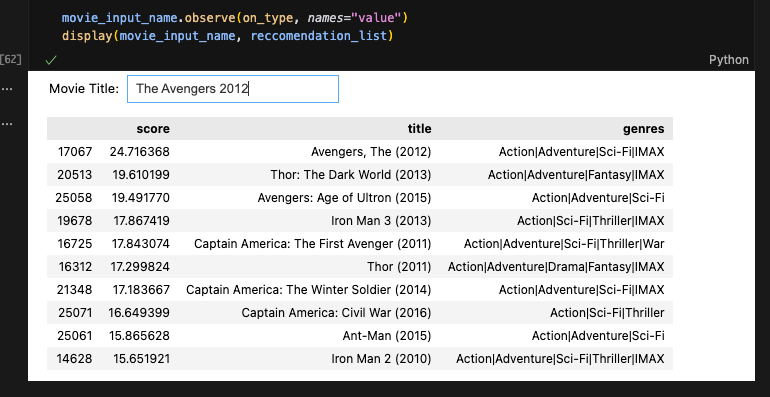 movie_input_name.observe(on_type, names="value")
display(movie_input_name, reccomendation_list)
[62]
Python
Movie Title: The Avengers 2012
score title genres
17067 24.716368 Avengers, The (2012) Action|Adventure|Sci-Fi|IMAX
20513 19.610199 Thor: The Dark World (2013) Action|Adventure|Fantasy|IMAX
25058 19.491770 Avengers: Age of Ultron (2015) Action|Adventure|Sci-Fi
19678 17.867419 Iron Man 3 (2013) Action|Sci-Fi|Thriller|IMAX
16725 17.843074 Captain America: The First Avenger (2011) Action|Adventure|Sci-Fi|Thriller|War
16312 17.299824 Thor (2011) Action|Adventure|Drama|Fantasy|IMAX
21348 17.183667 Captain America: The Winter Soldier (2014) Action|Adventure|Sci-Fi|IMAX
25071 16.649399 Captain America: Civil War (2016) Action|Sci-Fi|Thriller
25061 15.865628 Ant-Man (2015) Action|Adventure|Sci-Fi
14628 15.651921 Iron Man 2 (2010) Action|Adventure|Sci-Fi|Thriller|IMAX